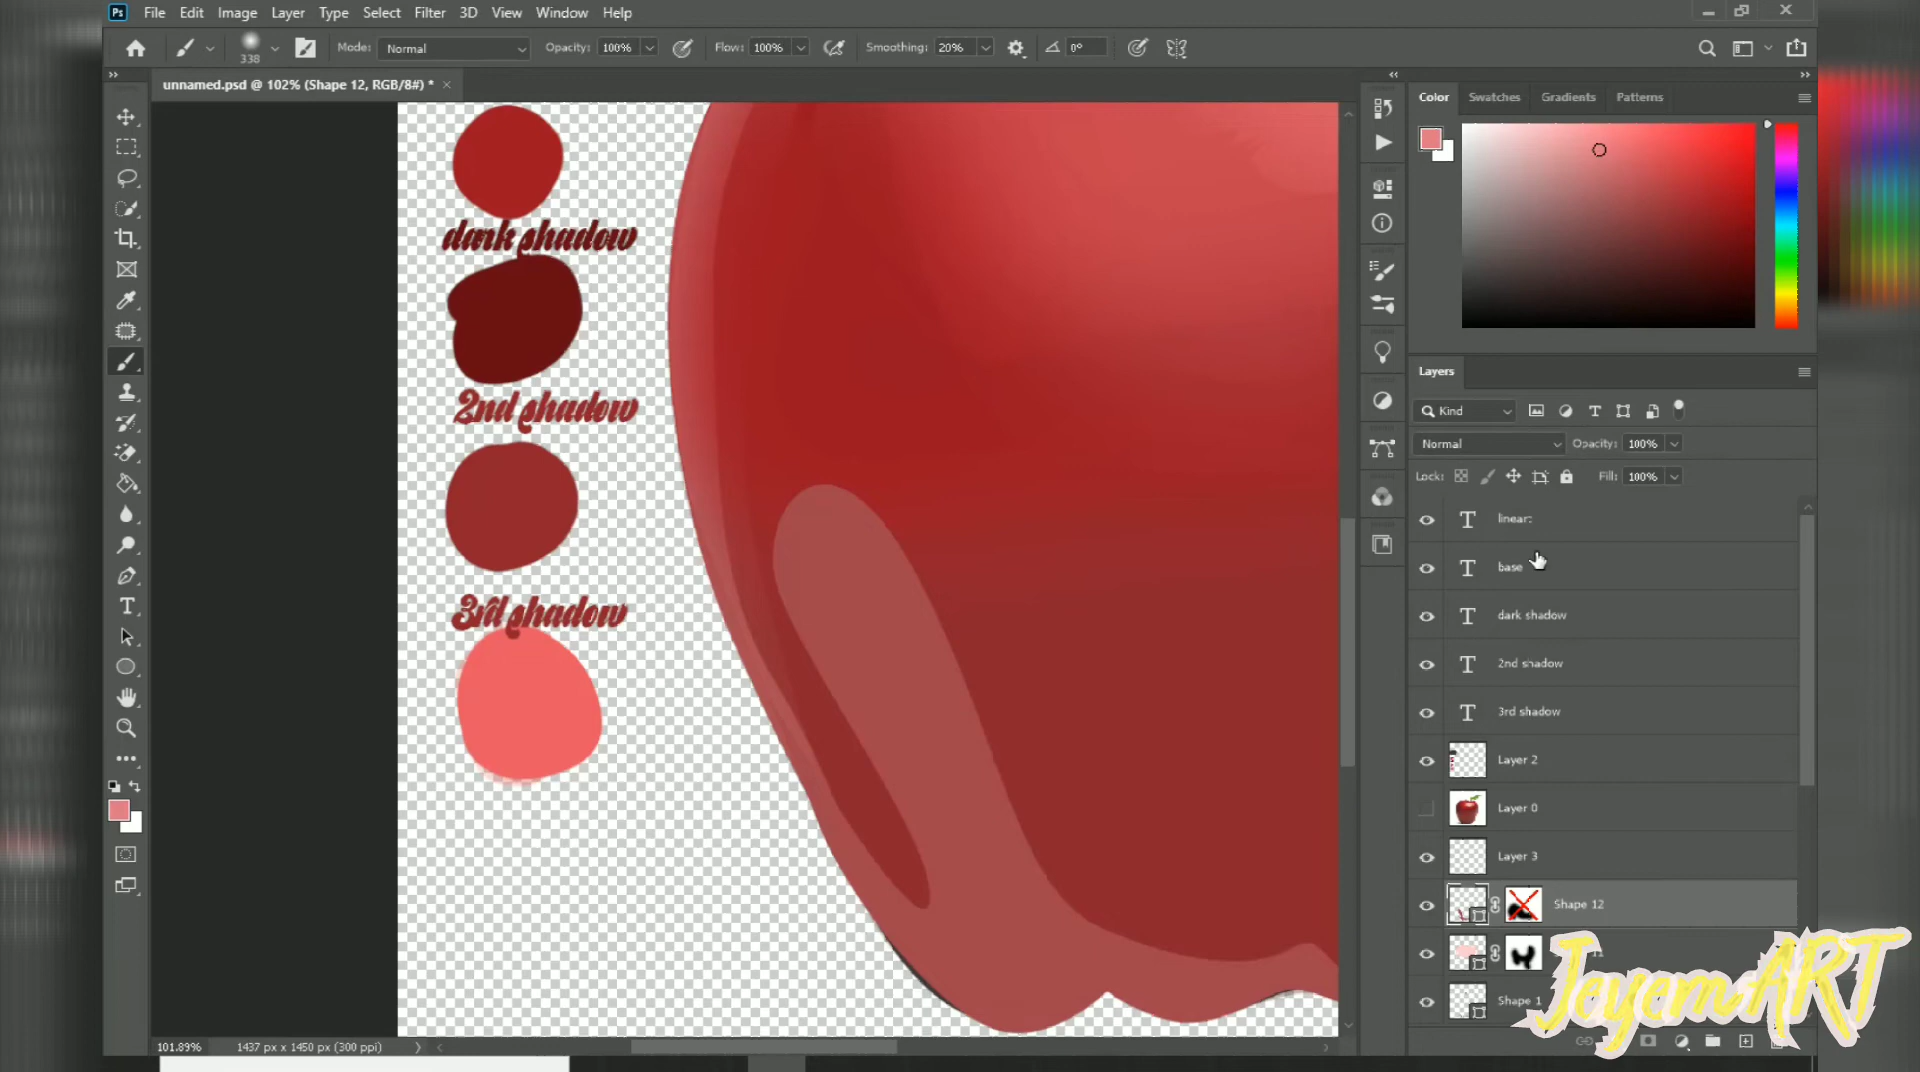 Ps File Edit Image Layer Type Select Filter 3D View Window Help
338 Mode: Normal Opacity: 100% Flow: 100% Smoothing: 20% 0°
unnamed.psd @ 102% (Shape 12, RGB/8#) *
Color Swatches Gradients Patterns
dark shadow
2nd shadow
3rd shadow
Layers
Kind
Normal Opacity: 100%
Lock: Fill: 100%
base
dark shadow
2nd shadow
3rd shadow
Layer 2
Layer 0
Layer 3
Shape 12
Shape 1
JeyemART
101.89% 1437 px x 1450 px (300 ppi)